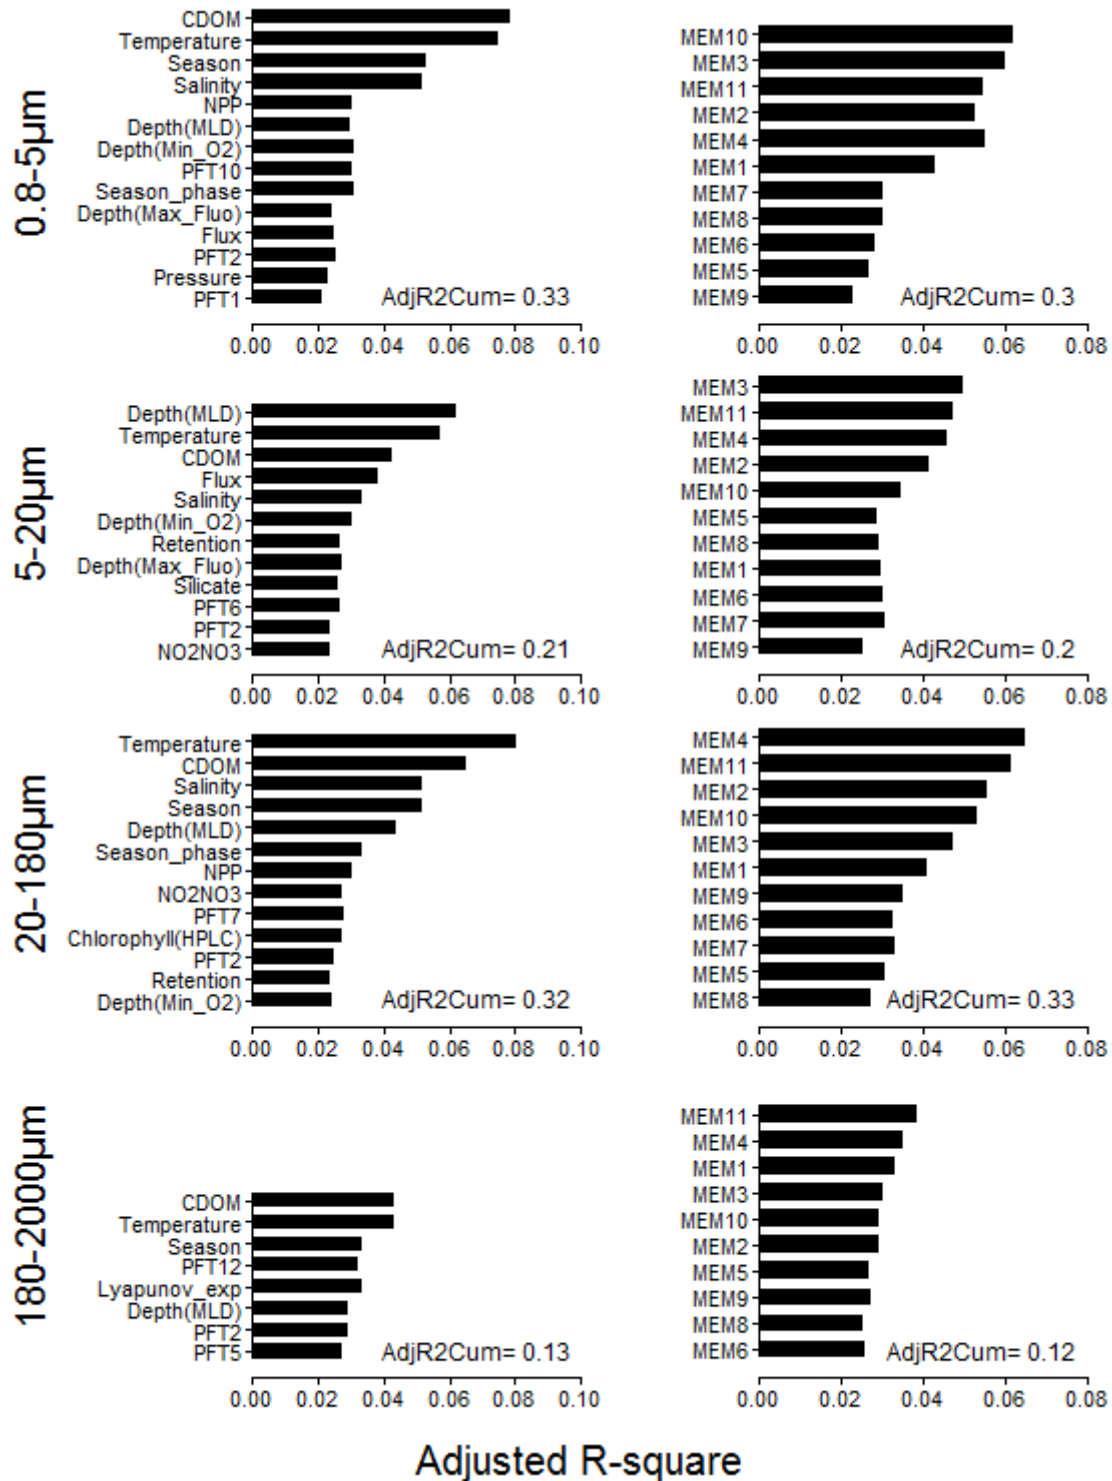 0.8-5µm
CDOM
Temperature
Season
Salinity
NPP
Depth(MLD)
Depth(Min_O2)
PFT10
Season_phase
Depth(Max_Fluo)
Flux
PFT2
Pressure
PFT1
AdjR2Cum= 0.33
0.00 0.02 0.04 0.06 0.08 0.10
MEM10
MEM3
MEM11
MEM2
MEM4
MEM1
MEM7
MEM8
MEM6
MEM5
MEM9
AdjR2Cum= 0.3
0.00 0.02 0.04 0.06 0.08
5-20µm
Depth(MLD)
Temperature
CDOM
Flux
Salinity
Depth(Min_O2)
Retention
Depth(Max_Fluo)
Silicate
PFT6
PFT2
NO2NO3
AdjR2Cum= 0.21
0.00 0.02 0.04 0.06 0.08 0.10
MEM3
MEM11
MEM4
MEM2
MEM10
MEM5
MEM8
MEM1
MEM6
MEM7
MEM9
AdjR2Cum= 0.2
0.00 0.02 0.04 0.06 0.08
20-180µm
Temperature
CDOM
Salinity
Season
Depth(MLD)
Season_phase
NPP
NO2NO3
PFT7
Chlorophyll(HPLC)
PFT2
Retention
Depth(Min_O2)
AdjR2Cum= 0.32
0.00 0.02 0.04 0.06 0.08 0.10
MEM4
MEM11
MEM2
MEM10
MEM3
MEM1
MEM9
MEM6
MEM7
MEM5
MEM8
AdjR2Cum= 0.33
0.00 0.02 0.04 0.06 0.08
180-2000µm
CDOM
Temperature
Season
PFT12
Lyapunov_exp
Depth(MLD)
PFT2
PFT5
AdjR2Cum= 0.13
0.00 0.02 0.04 0.06 0.08 0.10
MEM11
MEM4
MEM1
MEM3
MEM10
MEM2
MEM5
MEM9
MEM8
MEM6
AdjR2Cum= 0.12
0.00 0.02 0.04 0.06 0.08
Adjusted R-square